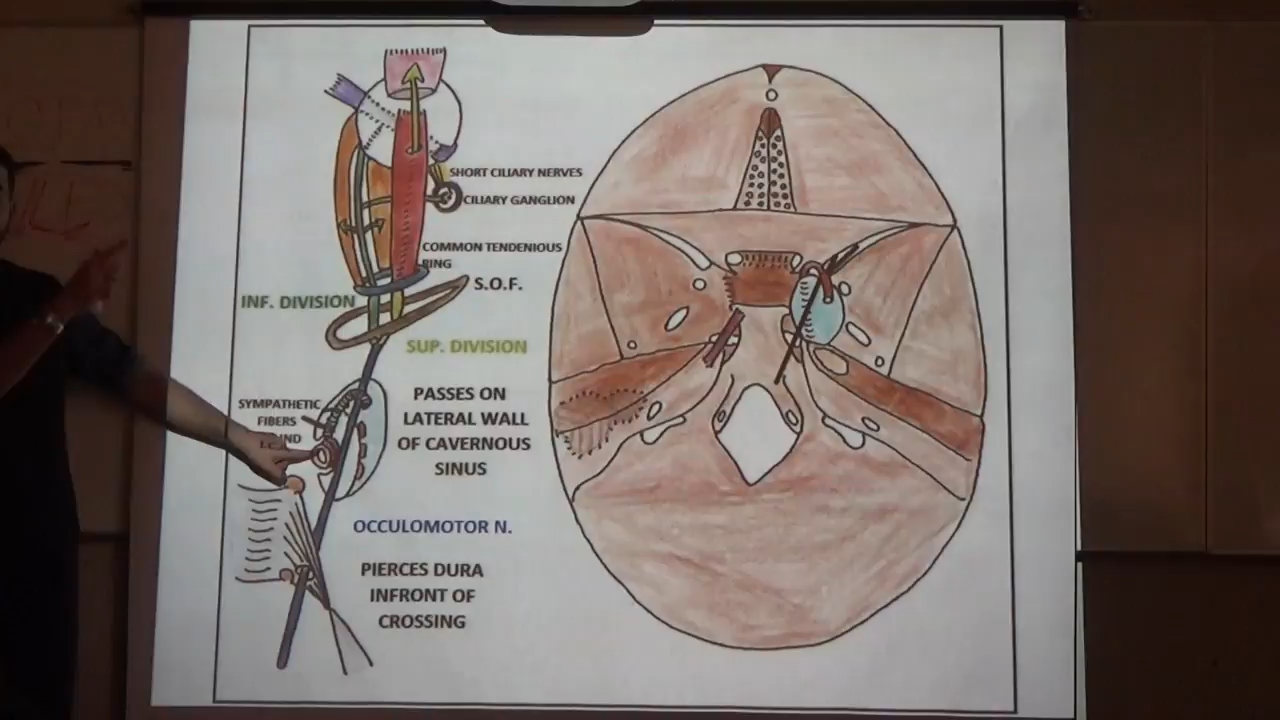 SHORT CILIARY NERVES
CILIARY GANGLION
COMMON TENDENIOUS
RING
S.O.F.
INF. DIVISION
SUP. DIVISION
SYMPATHETIC
FIBERS
PASSES ON
LATERAL WALL
OF CAVERNOUS
SINUS
OCCULOMOTOR N.
PIERCES DURA
INFRONT OF
CROSSING